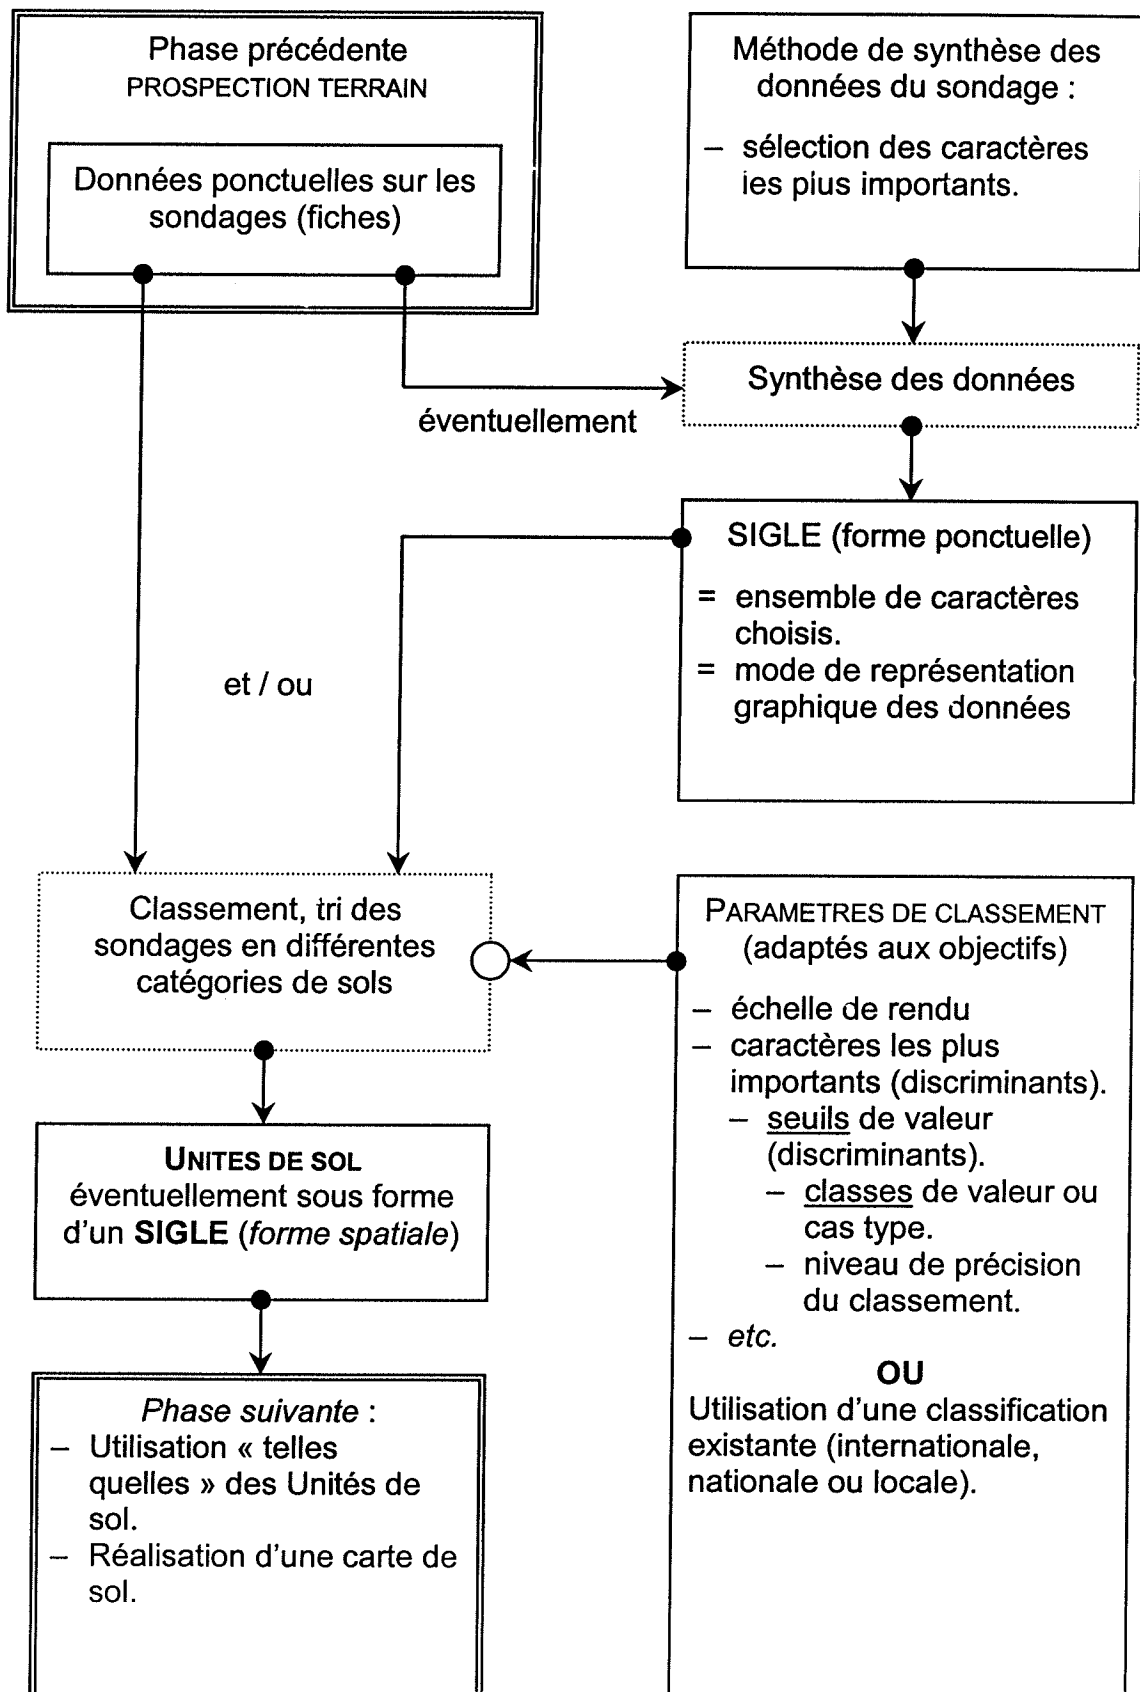 Phase précédente
PROSPECTION TERRAIN
Données ponctuelles sur les
sondages (fiches)
Méthode de synthèse des
données du sondage :
– sélection des caractères
les plus importants.
Synthèse des données
éventuellement
SIGLE (forme ponctuelle)
= ensemble de caractères
choisis.
= mode de représentation
graphique des données
et / ou
Classement, tri des
sondages en différentes
catégories de sols
PARAMETRES DE CLASSEMENT
(adaptés aux objectifs)
– échelle de rendu
– caractères les plus
importants (discriminants).
– seuils de valeur
(discriminants).
– classes de valeur ou
cas type.
– niveau de précision
du classement.
– etc.
OU
Utilisation d'une classification
existante (internationale,
nationale ou locale).
UNITES DE SOL
éventuellement sous forme
d'un SIGLE (forme spatiale)
Phase suivante :
– Utilisation « telles
quelles » des Unités de
sol.
– Réalisation d'une carte de
sol.